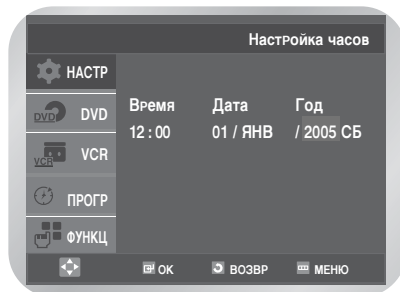 Настройка часов
НАСТР
DVD DVD
VCR VCR
ПРОГР
ФУНКЦ
Время Дата Год
12 : 00 01 / ЯНВ / 2005 СБ
ОК ВОЗВР МЕНЮ